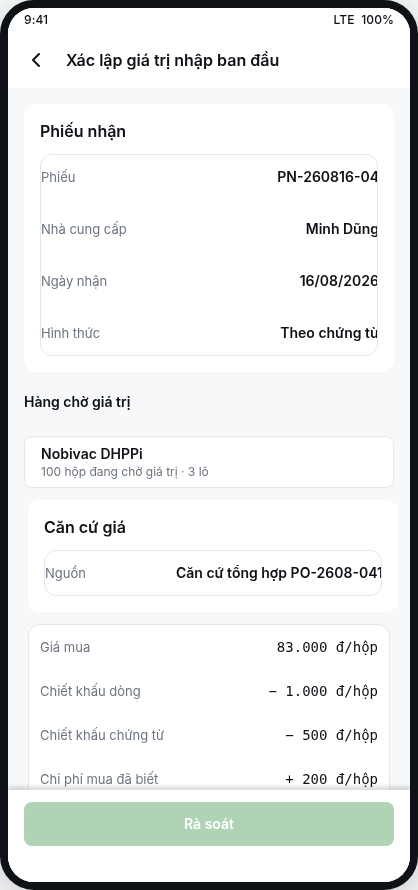 9:41 LTE 100%
Xác lập giá trị nhập ban đầu
Phiếu nhận
Phiếu PN-260816-04
Nhà cung cấp Minh Dũng
Ngày nhận 16/08/2026
Hình thức Theo chứng từ
Hàng chờ giá trị
Nobivac DHPPi
100 hộp đang chờ giá trị · 3 lô
Căn cứ giá
Nguồn Căn cứ tổng hợp PO-2608-041
Giá mua 83.000 đ/hộp
Chiết khấu dòng − 1.000 đ/hộp
Chiết khấu chứng từ − 500 đ/hộp
Chi phí mua đã biết + 200 đ/hộp
Rà soát